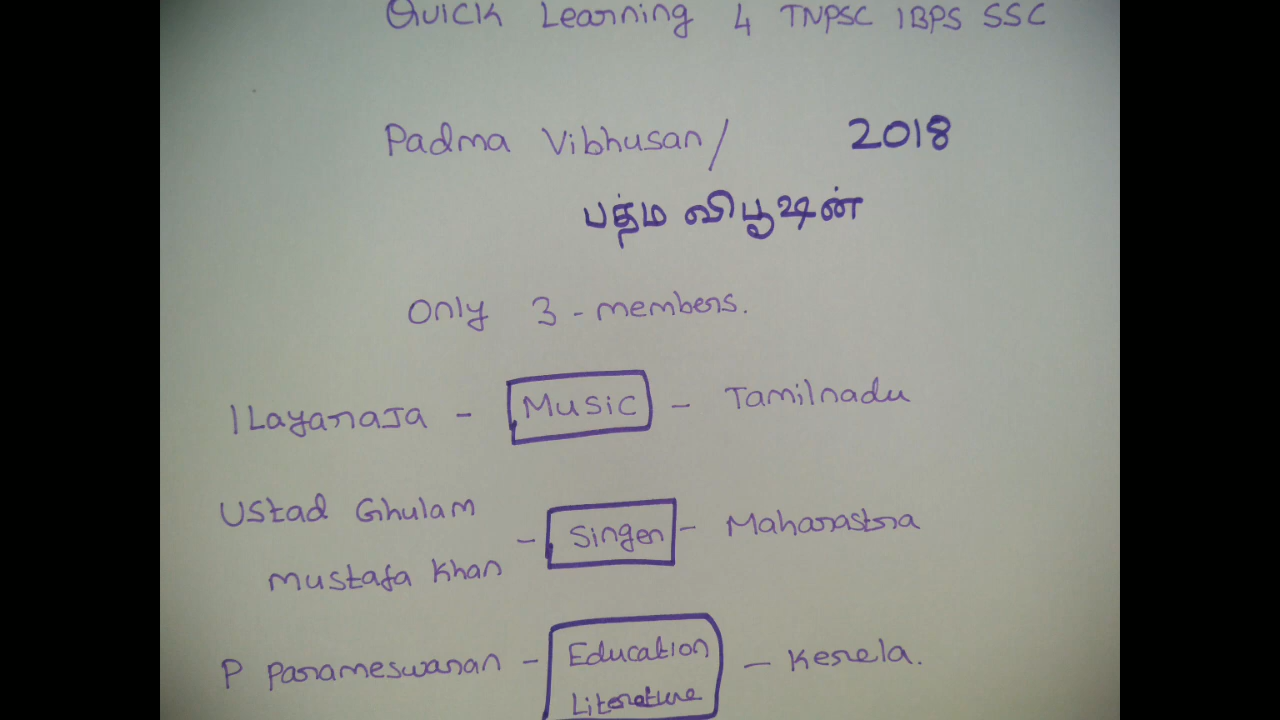 Quick Learning 4 TNPSC IBPS SSC
Padma Vibhusan/ 2018
பத்ம விபூஷன்
Only 3 - members.
ILayaraja - Music - Tamilnadu
Ustad Ghulam
Mustafa Khan - Singer - Maharastra
P Parameswaran - Education - Kerela.
Literature